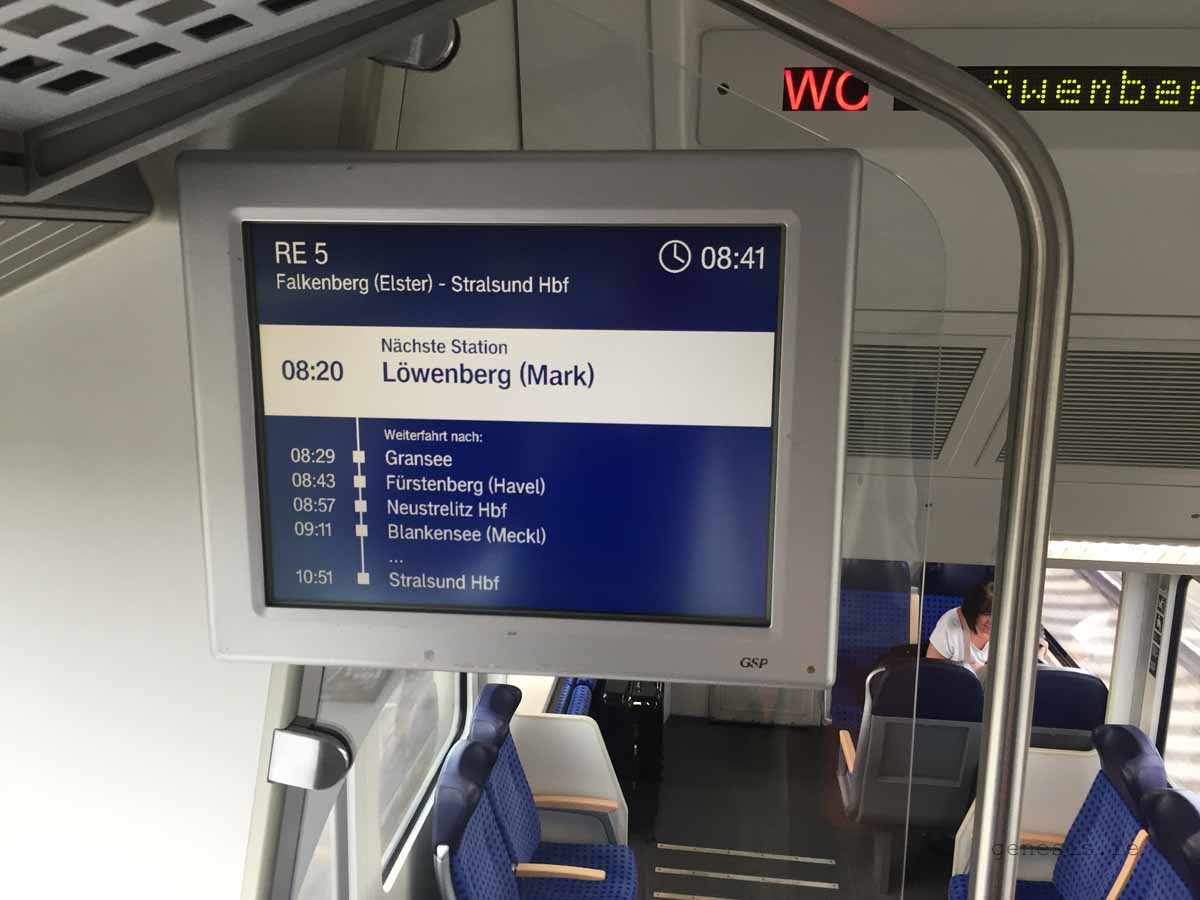 WC
öwenber
RE 5
08:41
Falkenberg (Elster) - Stralsund Hbf
Nächste Station
08:20 Löwenberg (Mark)
Weiterfahrt nach:
08:29 Gransee
08:43 Fürstenberg (Havel)
08:57 Neustrelitz Hbf
09:11 Blankensee (Meckl)
...
10:51 Stralsund Hbf
GSP